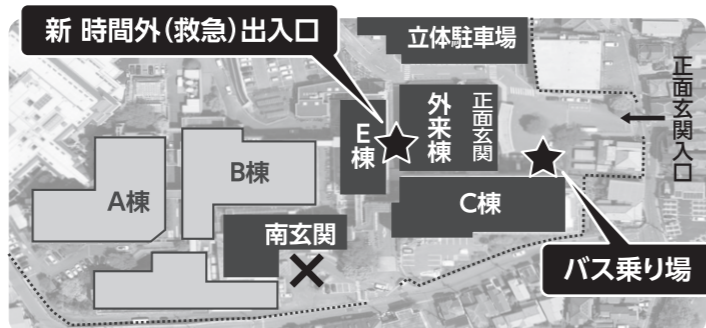 新 時間外(救急)出入口
立体駐車場
正面玄関入口
E棟
外来棟
正面玄関
B棟
A棟
C棟
南玄関
バス乗り場